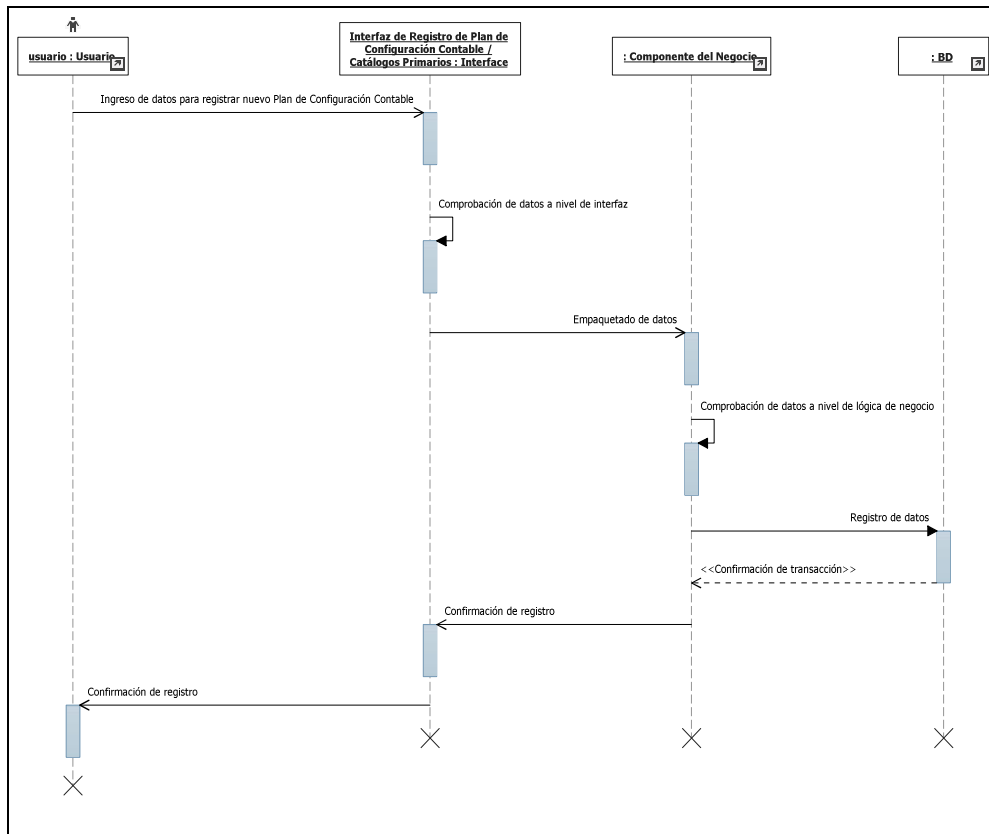 usuario : Usuario
Interfaz de Registro de Plan de
Configuración Contable /
Catálogos Primarios : Interface
: Componente del Negocio
: BD
Ingreso de datos para registrar nuevo Plan de Configuración Contable
Comprobación de datos a nivel de interfaz
Empaquetado de datos
Comprobación de datos a nivel de lógica de negocio
Registro de datos
<<Confirmación de transacción>>
Confirmación de registro
Confirmación de registro